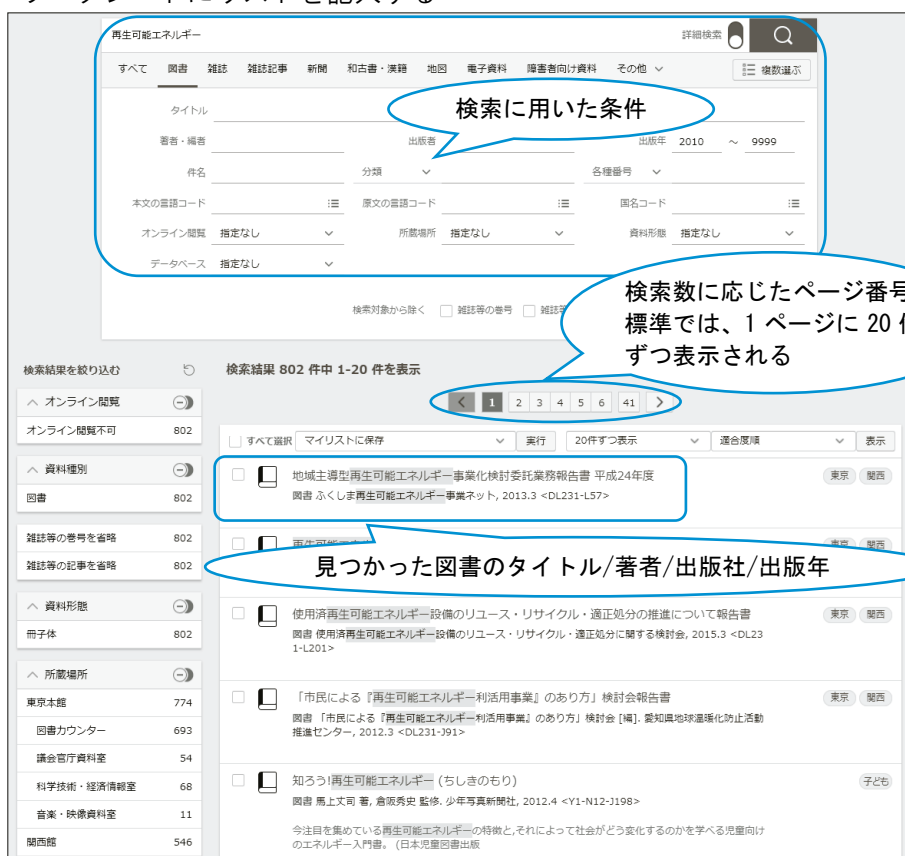 再生可能エネルギー 詳細検索
すべて 図書 雑誌 雑誌記事 新聞 和古書・漢籍 地図 電子資料 障害者向け資料 その他 複数選ぶ
タイトル
検索に用いた条件
著者・編者 出版者 出版年 2010 ～ 9999
件名 分類 各種番号
本文の言語コード 原文の言語コード 国名コード
オンライン閲覧 指定なし 所蔵場所 指定なし 資料形態 指定なし
データベース 指定なし
検索数に応じたページ番号
標準では、1 ページに 20
ずつ表示される
検索対象から除く 雑誌等の巻号
検索結果を絞り込む 検索結果 802 件中 1-20 件を表示
< 1 2 3 4 5 6 41 >
オンライン閲覧
オンライン閲覧不可 802
すべて選択 マイリストに保存 実行 20件ずつ表示 適合度順 表示
資料種別
図書 802
地域主導型再生可能エネルギー事業化検討委託業務報告書 平成24年度 東京 関西
図書 ふくしま再生可能エネルギー事業ネット, 2013.3 <DL231-L57>
雑誌等の巻号を省略 802
雑誌等の記事を省略 802
見つかった図書のタイトル/著者/出版社/出版年
資料形態
冊子体 802
使用済再生可能エネルギー設備のリユース・リサイクル・適正処分の推進について報告書 東京 関西
図書 使用済再生可能エネルギー設備のリユース・リサイクル・適正処分に関する検討会, 2015.3 <DL23
1-L201>
所蔵場所
東京本館 774
図書カウンター 693
議会官庁資料室 54
科学技術・経済情報室 68
音楽・映像資料室 11
関西館 546
「市民による『再生可能エネルギー利活用事業』のあり方」検討会報告書 東京 関西
図書 「市民による『再生可能エネルギー利活用事業』のあり方」検討会 [編]. 愛知県地球温暖化防止活動
推進センター, 2012.3 <DL231-J91>
知ろう!再生可能エネルギー (ちしきのもり) 子ども
図書 馬上丈司 著, 倉阪秀史 監修. 少年写真新聞社, 2012.4 <Y1-N12-J198>
今注目を集めている再生可能エネルギーの特徴と,それによって社会がどう変化するのかを学べる児童向け
のエネルギー入門書。 (日本児童図書出版